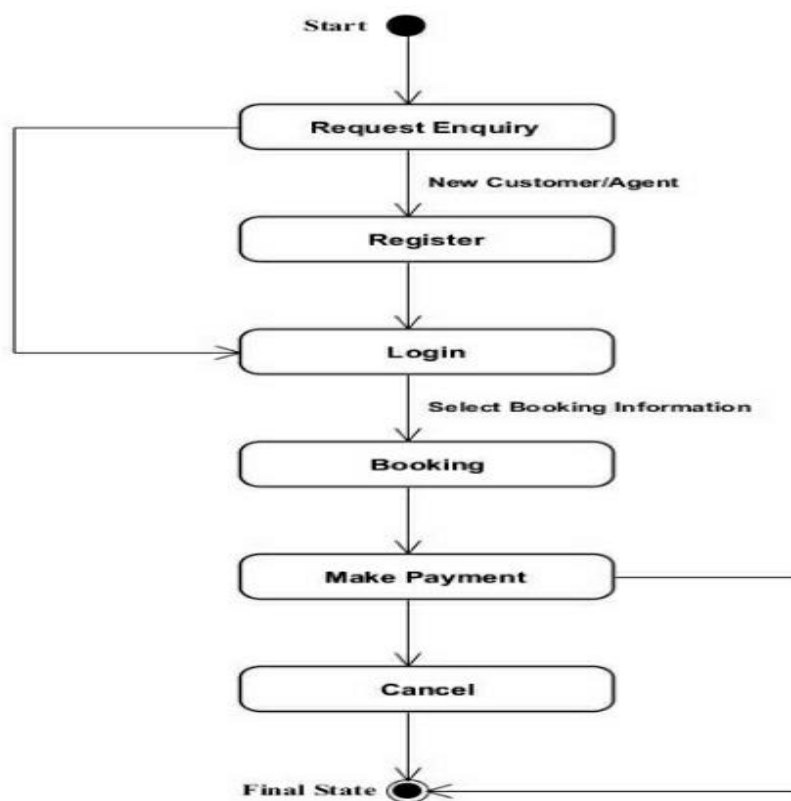 Start
Request Enquiry
New Customer/Agent
Register
Login
Select Booking Information
Booking
Make Payment
Cancel
Final State